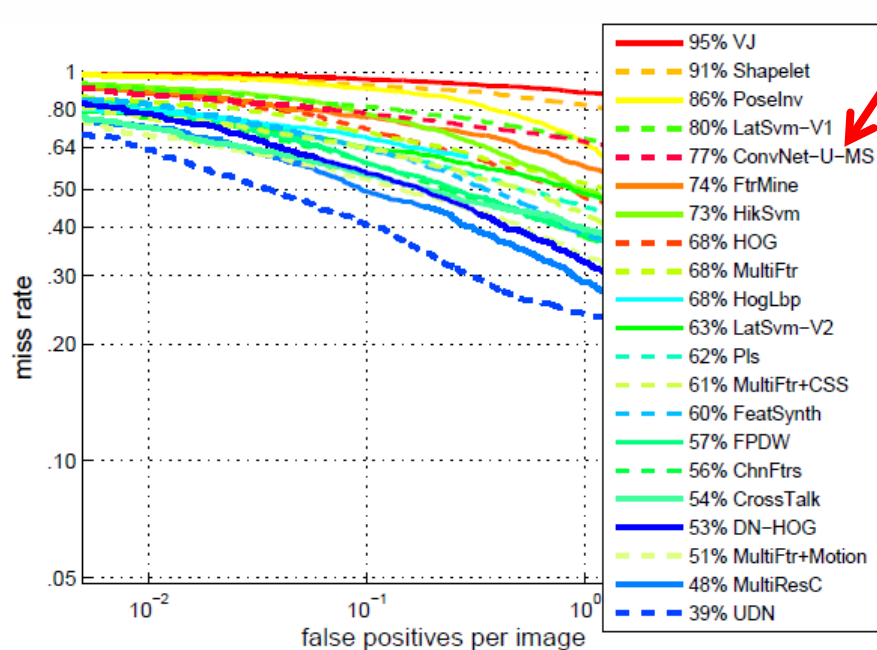 1
.80
.64
.50
.40
.30
.20
.10
.05
miss rate
10⁻²
10⁻¹
10⁰
false positives per image
95% VJ
91% Shapelet
86% PoseInv
80% LatSvm−V1
77% ConvNet−U−MS
74% FtrMine
73% HikSvm
68% HOG
68% MultiFtr
68% HogLbp
63% LatSvm−V2
62% Pls
61% MultiFtr+CSS
60% FeatSynth
57% FPDW
56% ChnFtrs
54% CrossTalk
53% DN−HOG
51% MultiFtr+Motion
48% MultiResC
39% UDN